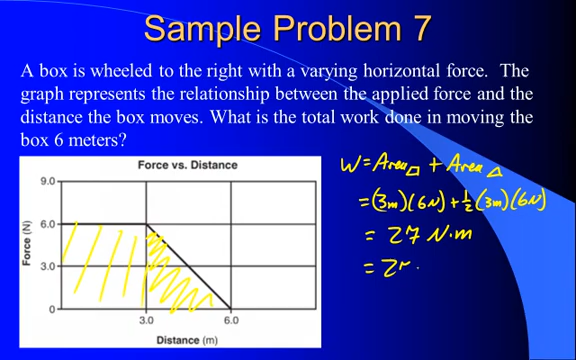 Sample Problem 7
A box is wheeled to the right with a varying horizontal force. The
graph represents the relationship between the applied force and the
distance the box moves. What is the total work done in moving the
box 6 meters?
Force vs. Distance
9.0
6.0
3.0
0
3.0
6.0
Force (N)
Distance (m)
W = Area□ + Area△
= (3m)(6N) + ½(3m)(6N)
= 27 N·m
= 2